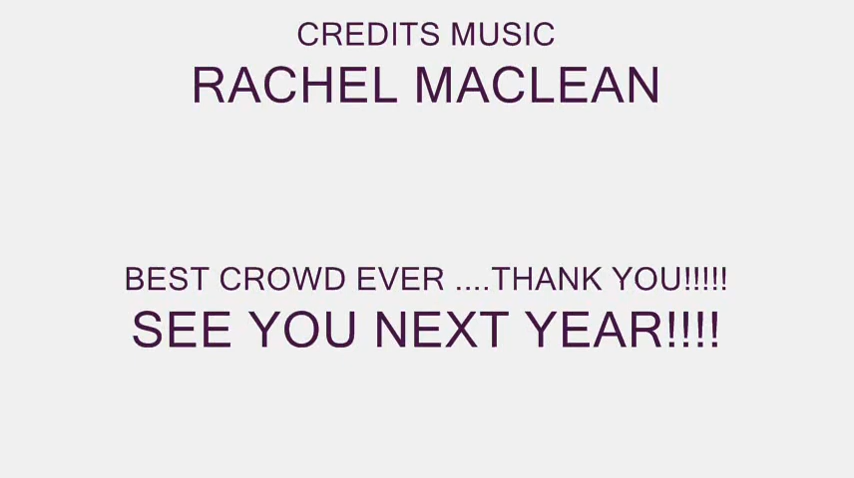 CREDITS MUSIC
RACHEL MACLEAN
BEST CROWD EVER ....THANK YOU!!!!!
SEE YOU NEXT YEAR!!!!